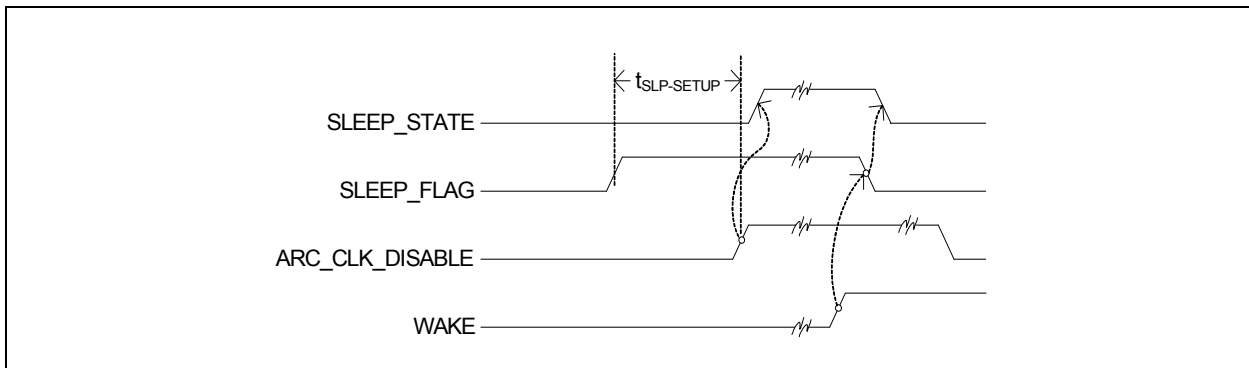 tSLP-SETUP
SLEEP_STATE
SLEEP_FLAG
ARC_CLK_DISABLE
WAKE